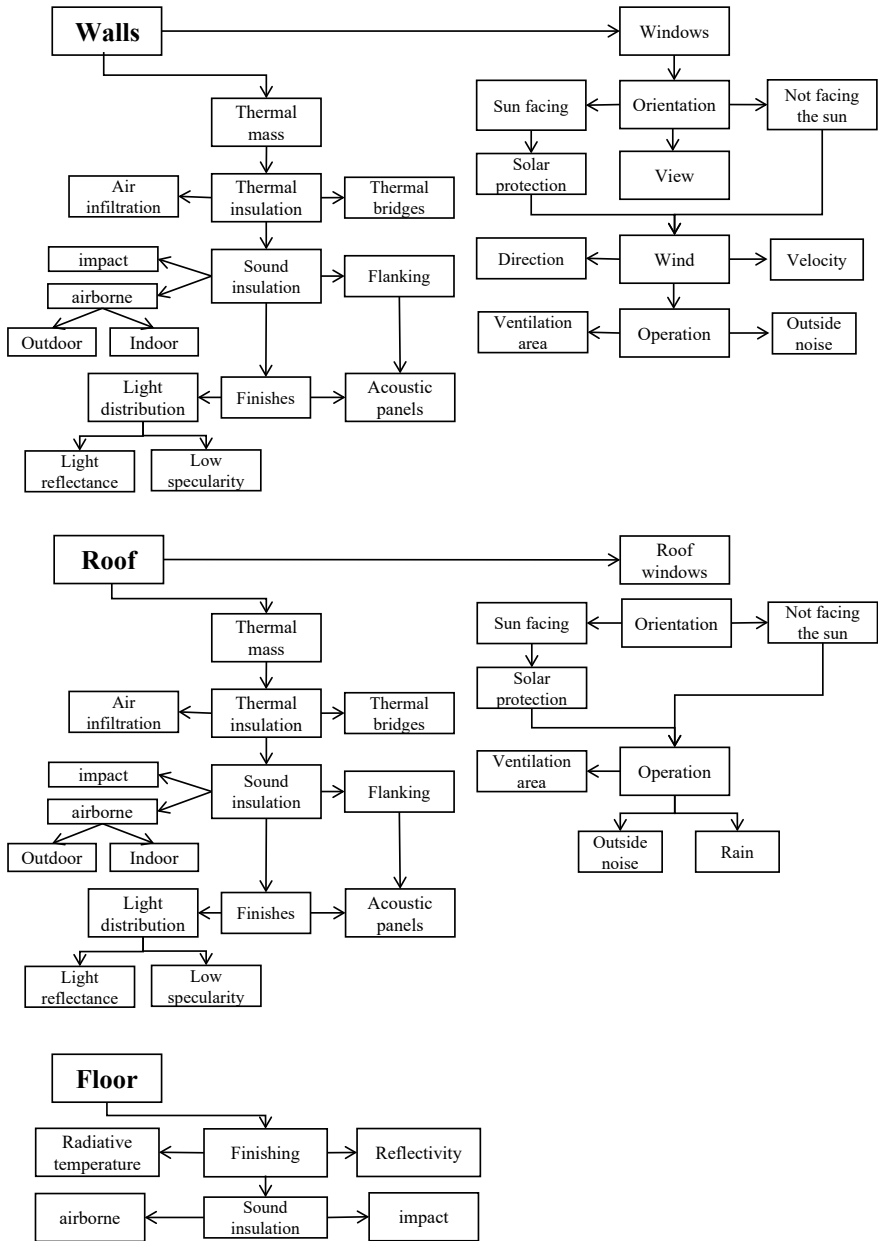 Walls
Windows
Thermal
mass
Sun facing
Orientation
Not facing
the sun
Solar
protection
View
Air
infiltration
Thermal
insulation
Thermal
bridges
impact
Sound
insulation
Flanking
Direction
Wind
Velocity
airborne
Outdoor
Indoor
Ventilation
area
Operation
Outside
noise
Light
distribution
Finishes
Acoustic
panels
Light
reflectance
Low
specularity
Roof
Roof
windows
Thermal
mass
Sun facing
Orientation
Not facing
the sun
Solar
protection
Air
infiltration
Thermal
insulation
Thermal
bridges
impact
Sound
insulation
Flanking
Ventilation
area
Operation
airborne
Outdoor
Indoor
Outside
noise
Rain
Light
distribution
Finishes
Acoustic
panels
Light
reflectance
Low
specularity
Floor
Radiative
temperature
Finishing
Reflectivity
airborne
Sound
insulation
impact